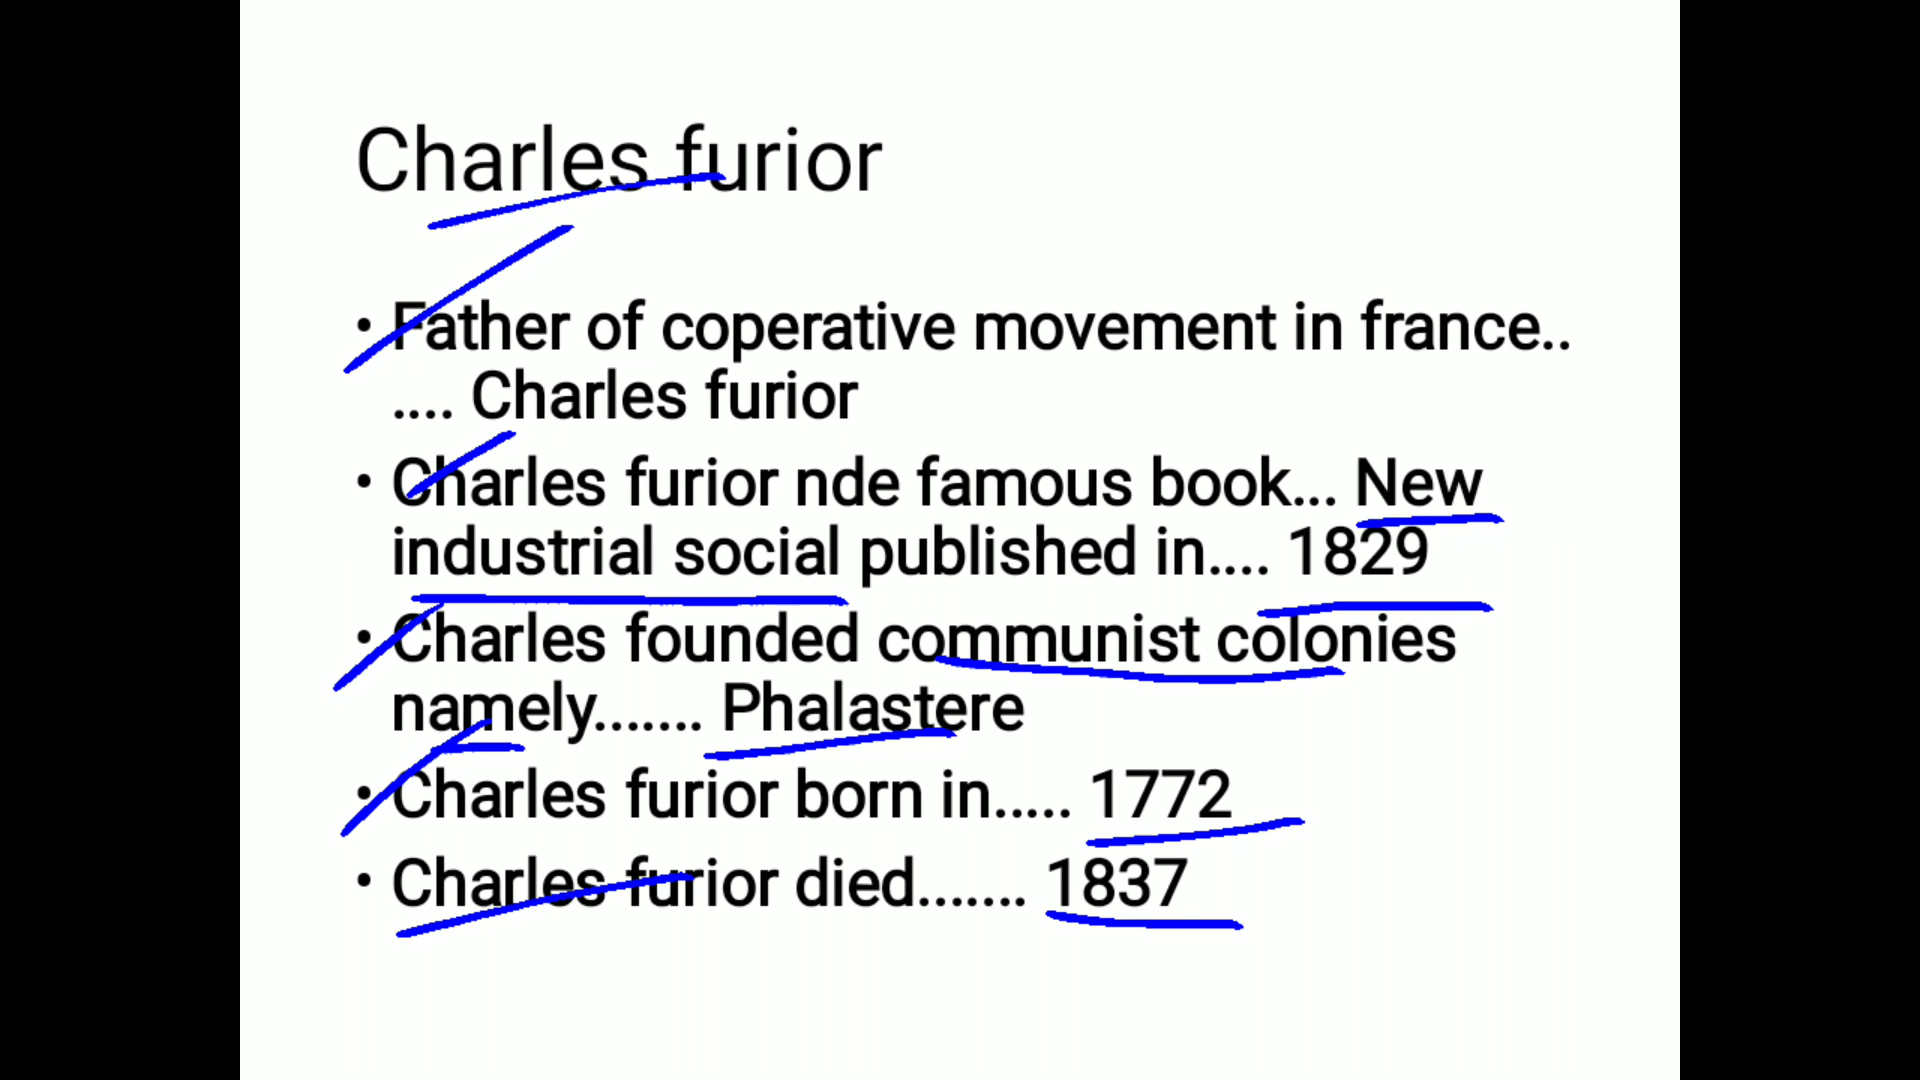 Charles furior
• Father of coperative movement in france..
.... Charles furior
• Charles furior nde famous book... New
industrial social published in.... 1829
• Charles founded communist colonies
namely....... Phalastere
• Charles furior born in..... 1772
• Charles furior died....... 1837